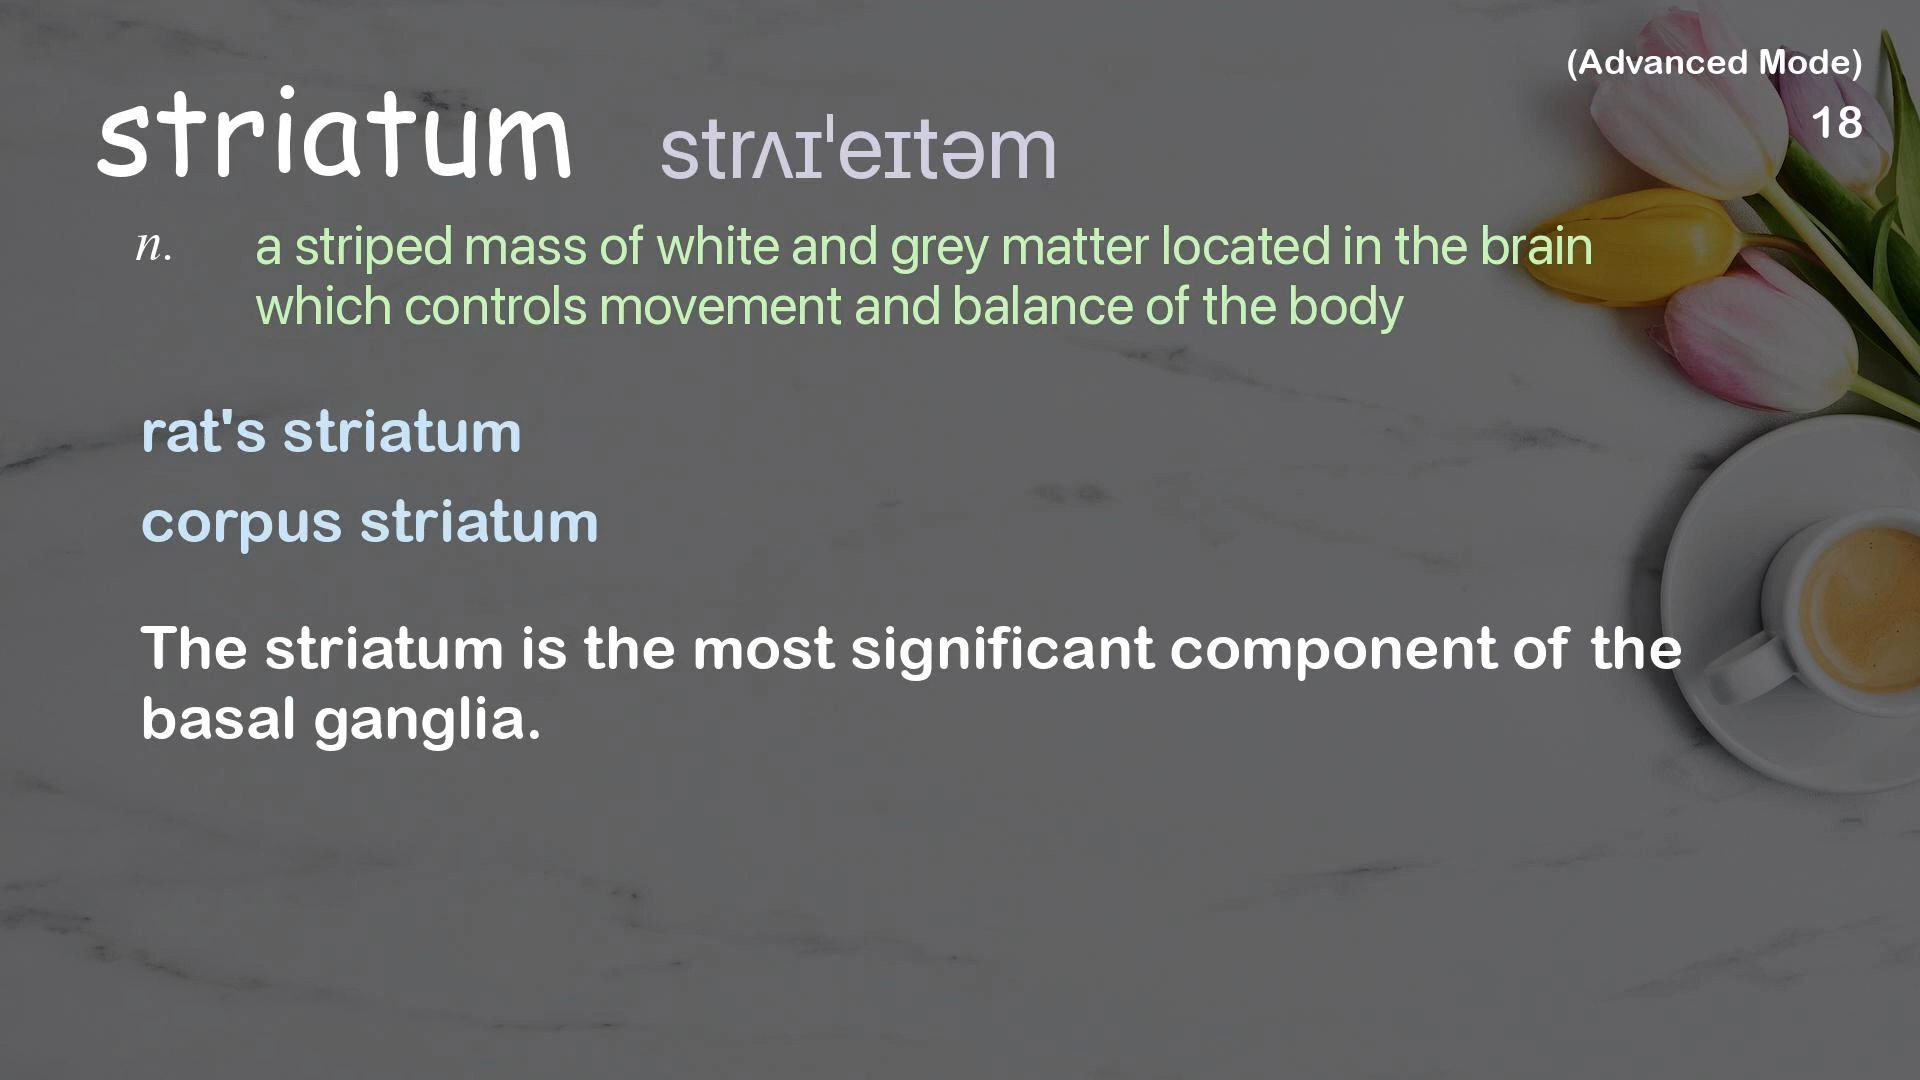 (Advanced Mode)
18
striatum strʌɪˈeɪtəm
n. a striped mass of white and grey matter located in the brain
which controls movement and balance of the body
rat's striatum
corpus striatum
The striatum is the most significant component of the
basal ganglia.